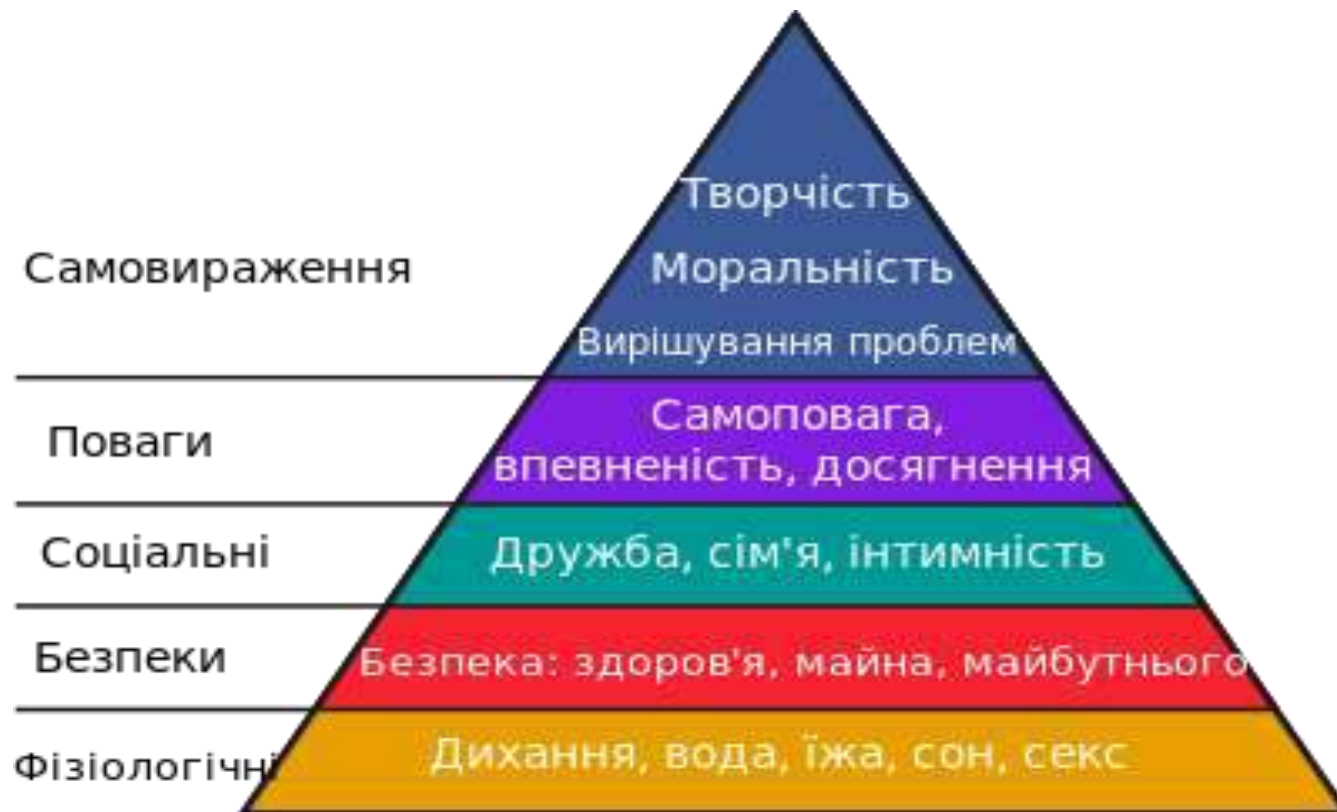 Творчість
Самовираження
Моральність
Вирішування проблем
Поваги
Самоповага,
впевненість, досягнення
Соціальні
Дружба, сім'я, інтимність
Безпеки
Безпека: здоров'я, майна, майбутнього
Фізіологічні
Дихання, вода, їжа, сон, секс